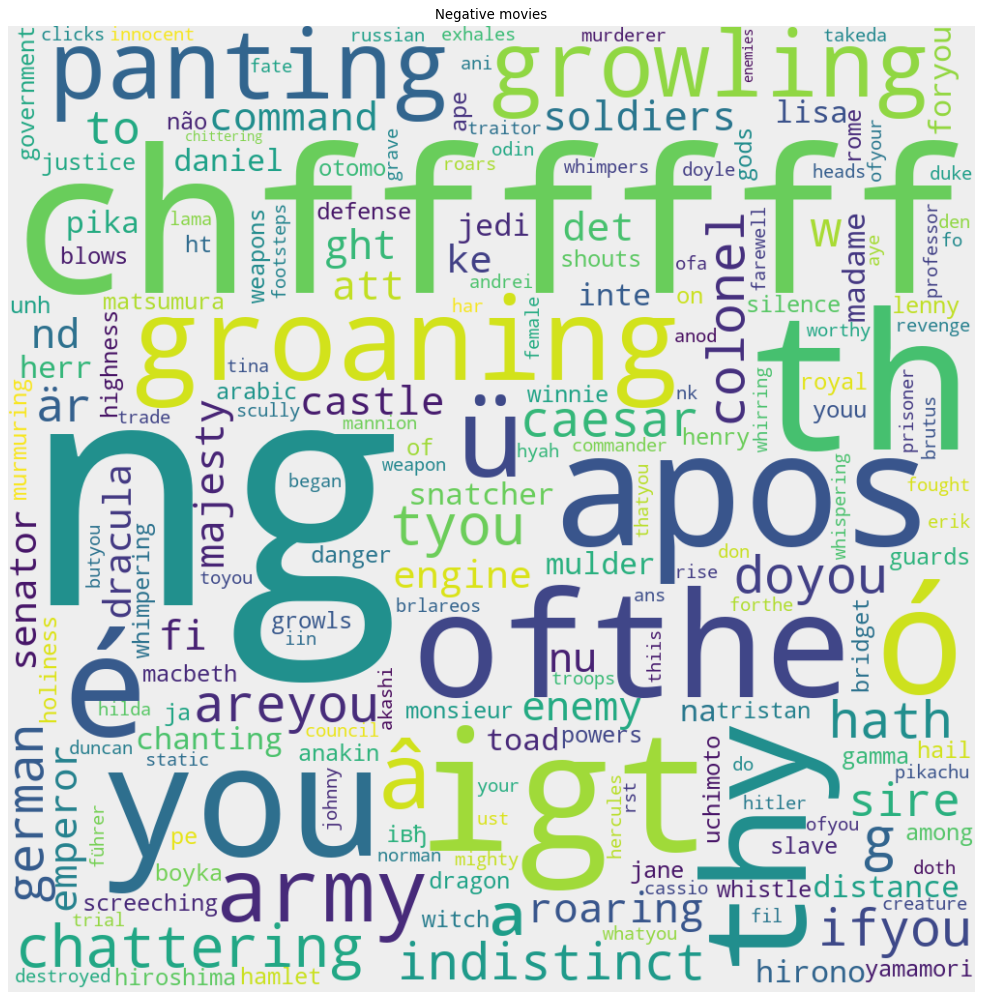 Negative movies
clicks innocent russian exhales murderer takeda
government panting fate ani growling enemies foryou
to não command ape traitor soldiers lisa rome
chittering odin gods ofyour
justice daniel otomo grave roars whimpers doyle heads duke
chffffff
pika lama defense jedi det w madame aye professor den
blows ht weapons footsteps ght ke shouts ofa colonel farewell fo
unh matsumura att andrei inte on silence lenny
nd groaning har female anod th worthy revenge
herr highness tina arabic winnie nk royal
är trade scully castle ü caesar henry whirring youu prisoner brutus
murmuring majesty mannion of hyah commander
ng weapon apos
began snatcher thatyou whispering fought
senator dracula tyou erik
butyou whimpering danger mulder guards
toyou engine rise don doyou
growls brlareos ofthe ans forthe ó
é fi iin nu thiis bridget
holiness macbeth akashi troops
hilda ja areyou monsieur enemy na tristan hath
duncan chanting council toad powers
german static anakin gamma hail
emperor you â your igt uchimoto do pikachu
johnny hercules rst thy hitler sire
führer pe iвђ ust ofyou g among
norman mighty slave
boyka army dragon jane doth
screeching a cassio whistle distance
trial witch roaring fil creature
whatyou ifyou
chattering indistinct
destroyed hiroshima hamlet hirono yamamori